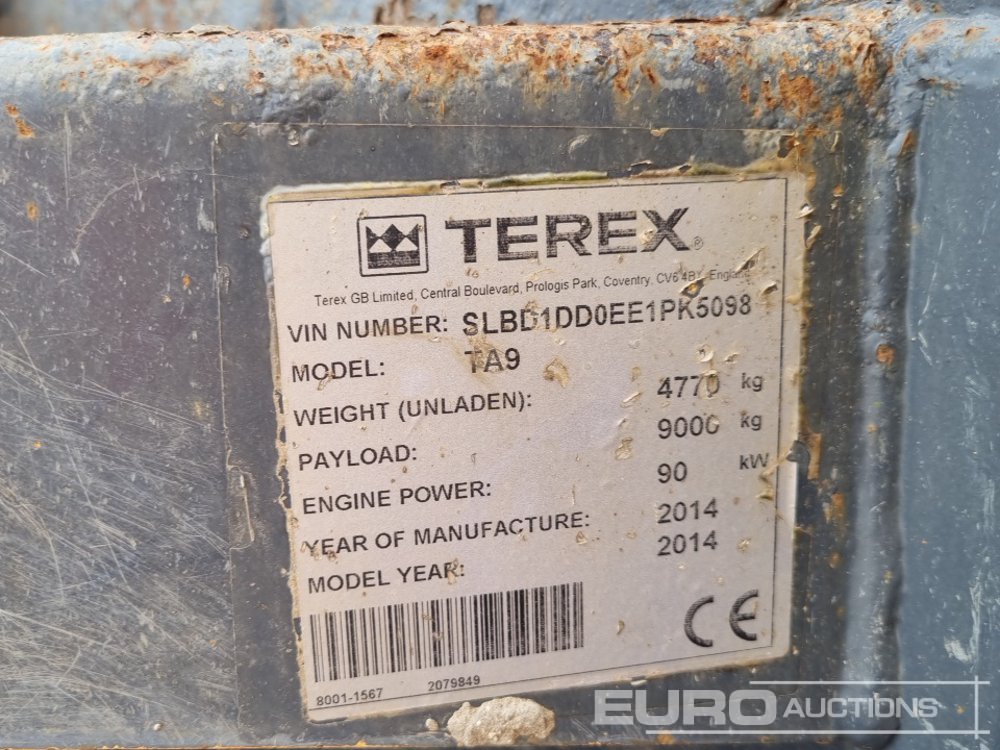 TEREX®
Terex GB Limited, Central Boulevard, Prologis Park, Coventry, CV6 4BX, England
VIN NUMBER: SLBD1DD0EE1PK5098
MODEL: TA9
WEIGHT (UNLADEN): 4770 kg
PAYLOAD: 9000 kg
ENGINE POWER: 90 kW
YEAR OF MANUFACTURE: 2014
MODEL YEAR: 2014
CE
8001-1567 2079849
EURO AUCTIONS